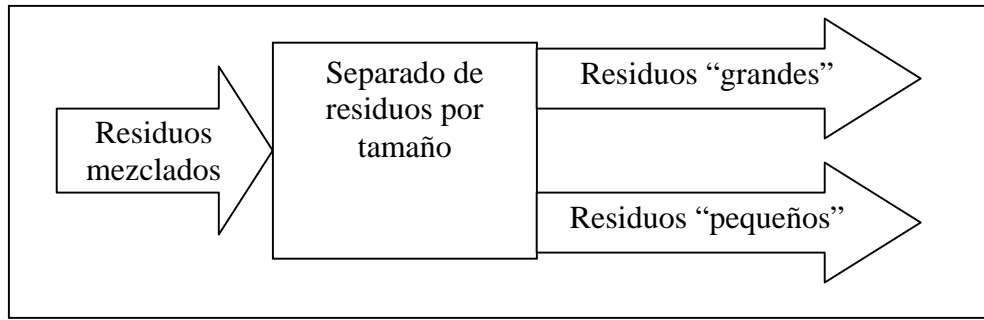 Residuos
mezclados
Separado de
residuos por
tamaño
Residuos “grandes”
Residuos “pequeños”